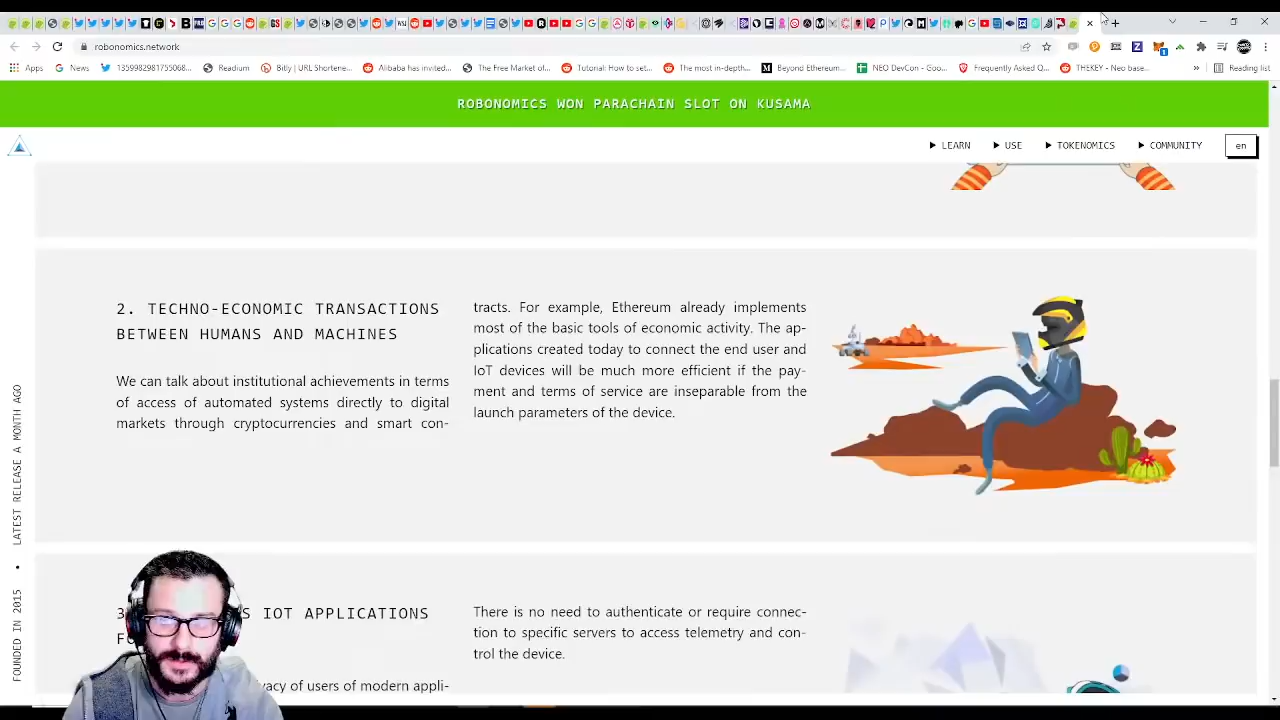 robonomics.network
Apps
News
1359982981755068...
Readium
Bitly | URL Shortene...
Alibaba has invited...
The Free Market of...
Tutorial: How to set...
The most in-depth...
Beyond Ethereum...
NEO DevCon - Goo...
Frequently Asked Q...
THEKEY - Neo base...
»
Reading list
ROBONOMICS WON PARACHAIN SLOT ON KUSAMA
LEARN
USE
TOKENOMICS
COMMUNITY
en
2. TECHNO-ECONOMIC TRANSACTIONS
BETWEEN HUMANS AND MACHINES
We can talk about institutional achievements in terms
of access of automated systems directly to digital
markets through cryptocurrencies and smart con-
tracts. For example, Ethereum already implements
most of the basic tools of economic activity. The ap-
plications created today to connect the end user and
IoT devices will be much more efficient if the pay-
ment and terms of service are inseparable from the
launch parameters of the device.
IOT APPLICATIONS
There is no need to authenticate or require connec-
tion to specific servers to access telemetry and con-
trol the device.
of users of modern appli-
FOUNDED IN 2015 • LATEST RELEASE A MONTH AGO